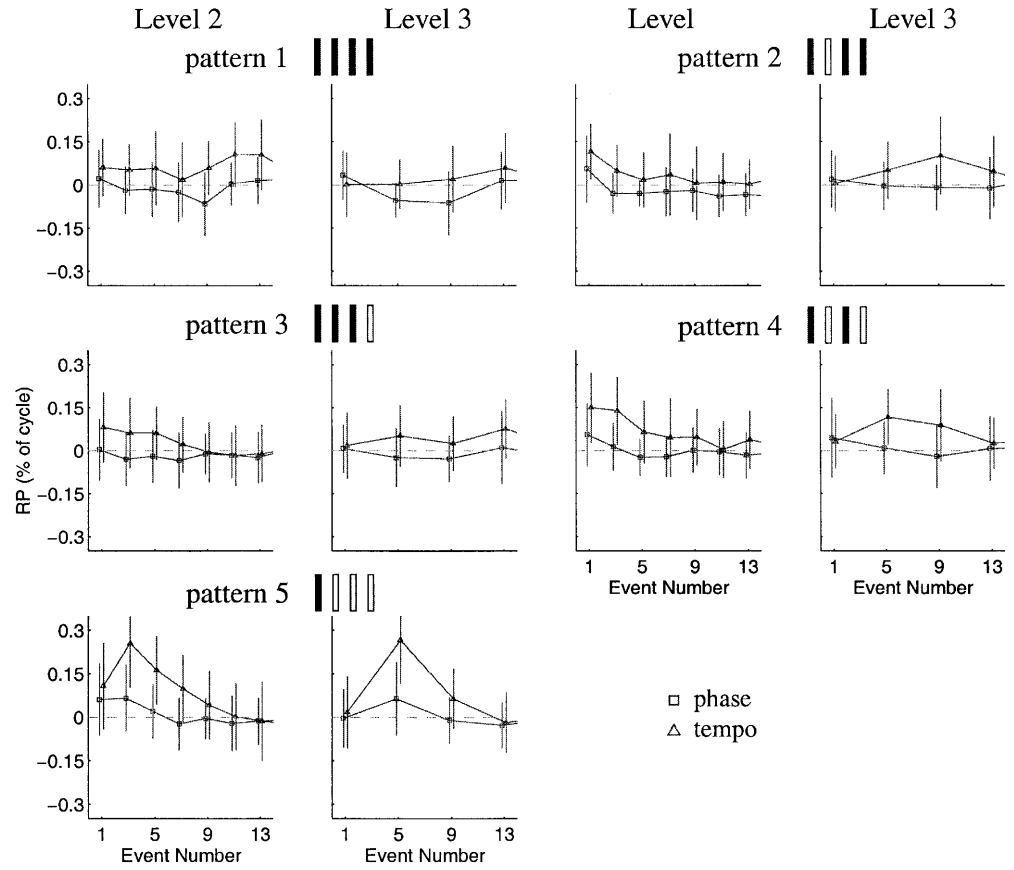 Level 2 Level 3 Level Level 3
pattern 1 pattern 2
0.3
0.15
0
−0.15
−0.3
pattern 3 pattern 4
0.3
0.15
0
−0.15
−0.3
RP (% of cycle)
1 5 9 13 1 5 9 13
Event Number Event Number
pattern 5
0.3
0.15
0
−0.15
−0.3
1 5 9 13 1 5 9 13
Event Number Event Number
phase
tempo